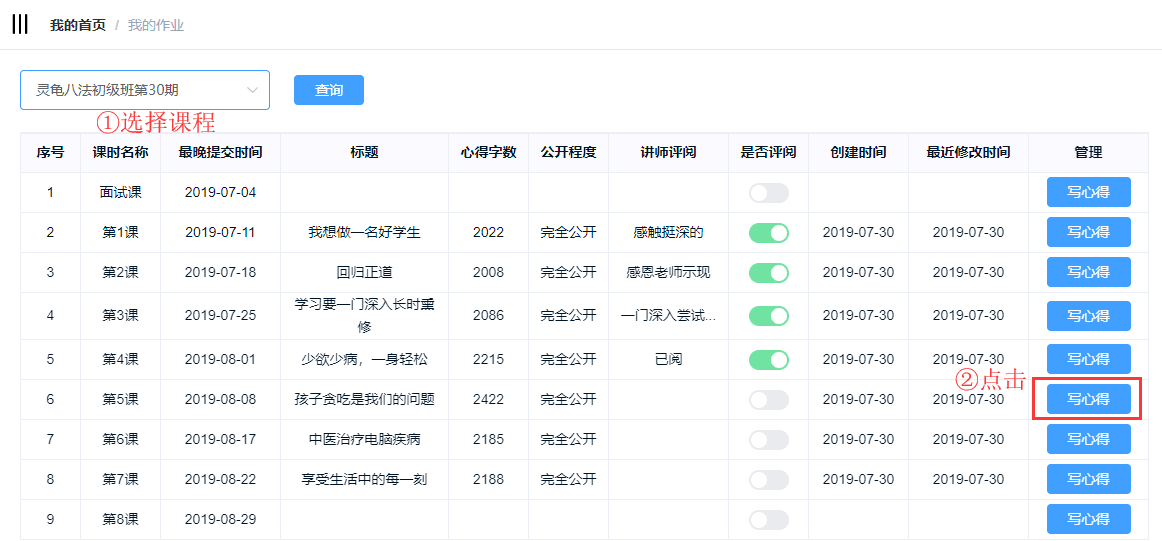 我的首页 / 我的作业
灵龟八法初级班第30期 查询
①选择课程
序号 课时名称 最晚提交时间 标题 心得字数 公开程度 讲师评阅 是否评阅 创建时间 最近修改时间 管理
1 面试课 2019-07-04 写心得
2 第1课 2019-07-11 我想做一名好学生 2022 完全公开 感触挺深的 2019-07-30 2019-07-30 写心得
3 第2课 2019-07-18 回归正道 2008 完全公开 感恩老师示现 2019-07-30 2019-07-30 写心得
4 第3课 2019-07-25 学习要一门深入长时薰
修 2086 完全公开 一门深入尝试... 2019-07-30 2019-07-30 写心得
5 第4课 2019-08-01 少欲少病，一身轻松 2215 完全公开 已阅 2019-07-30 2019-07-30 写心得
②点击
6 第5课 2019-08-08 孩子贪吃是我们的问题 2422 完全公开 2019-07-30 2019-07-30 写心得
7 第6课 2019-08-17 中医治疗电脑疾病 2185 完全公开 2019-07-30 2019-07-30 写心得
8 第7课 2019-08-22 享受生活中的每一刻 2188 完全公开 2019-07-30 2019-07-30 写心得
9 第8课 2019-08-29 写心得